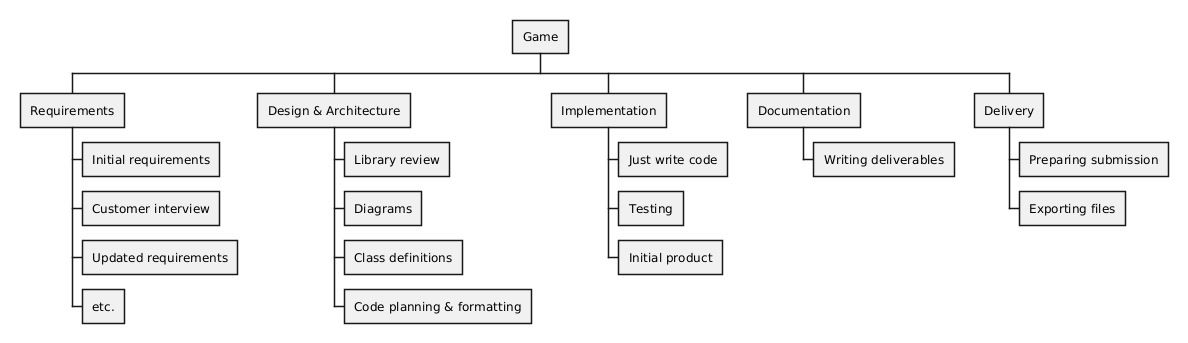 Game
Requirements
Design & Architecture
Implementation
Documentation
Delivery
Initial requirements
Library review
Just write code
Writing deliverables
Preparing submission
Customer interview
Diagrams
Testing
Exporting files
Updated requirements
Class definitions
Initial product
etc.
Code planning & formatting